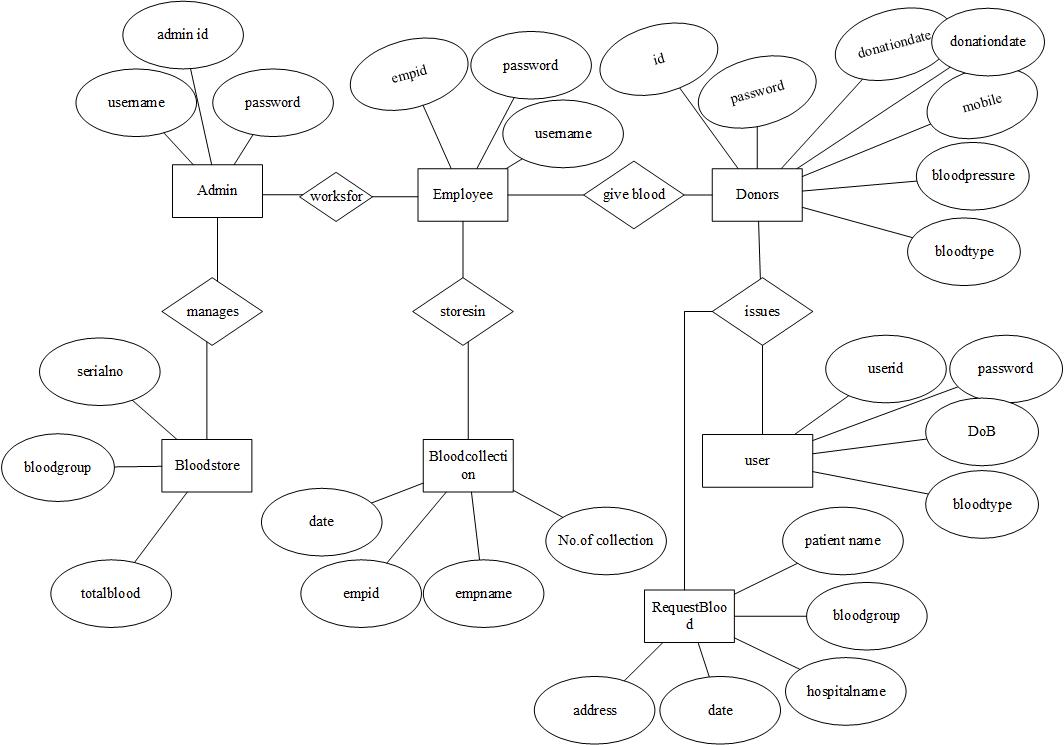 admin id
username
password
empid
password
username
id
password
donationdate
donationdate
mobile
bloodpressure
bloodtype
Admin
worksfor
Employee
give blood
Donors
manages
storesin
issues
serialno
bloodgroup
totalblood
Bloodstore
Bloodcollecti
on
date
empid
empname
No.of collection
user
userid
password
DoB
bloodtype
RequestBloo
d
patient name
bloodgroup
hospitalname
address
date